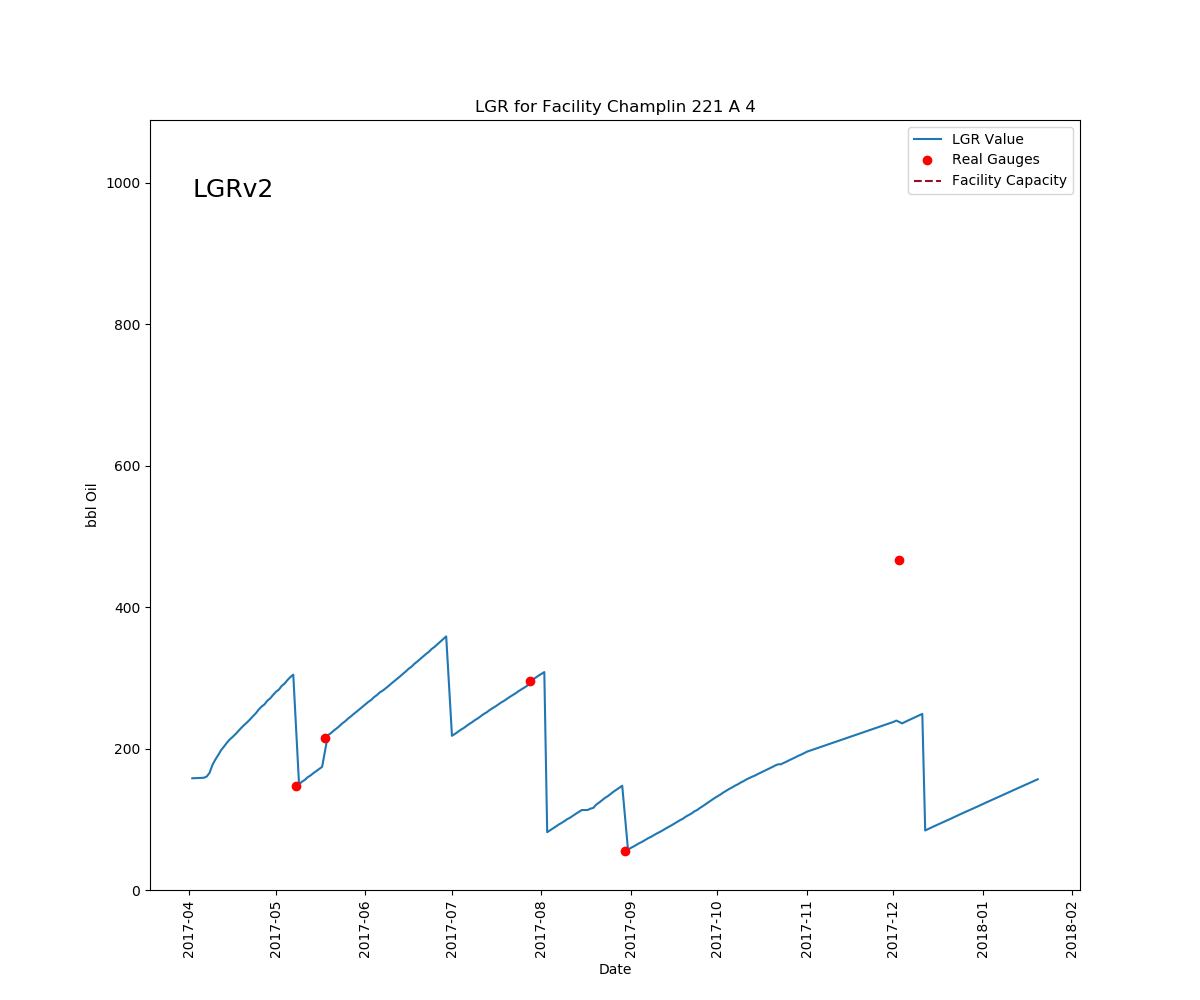 LGR for Facility Champlin 221 A 4
LGR Value
Real Gauges
Facility Capacity
LGRv2
1000
800
600
400
200
0
bbl Oil
2017-04
2017-05
2017-06
2017-07
2017-08
2017-09
2017-10
2017-11
2017-12
2018-01
2018-02
Date